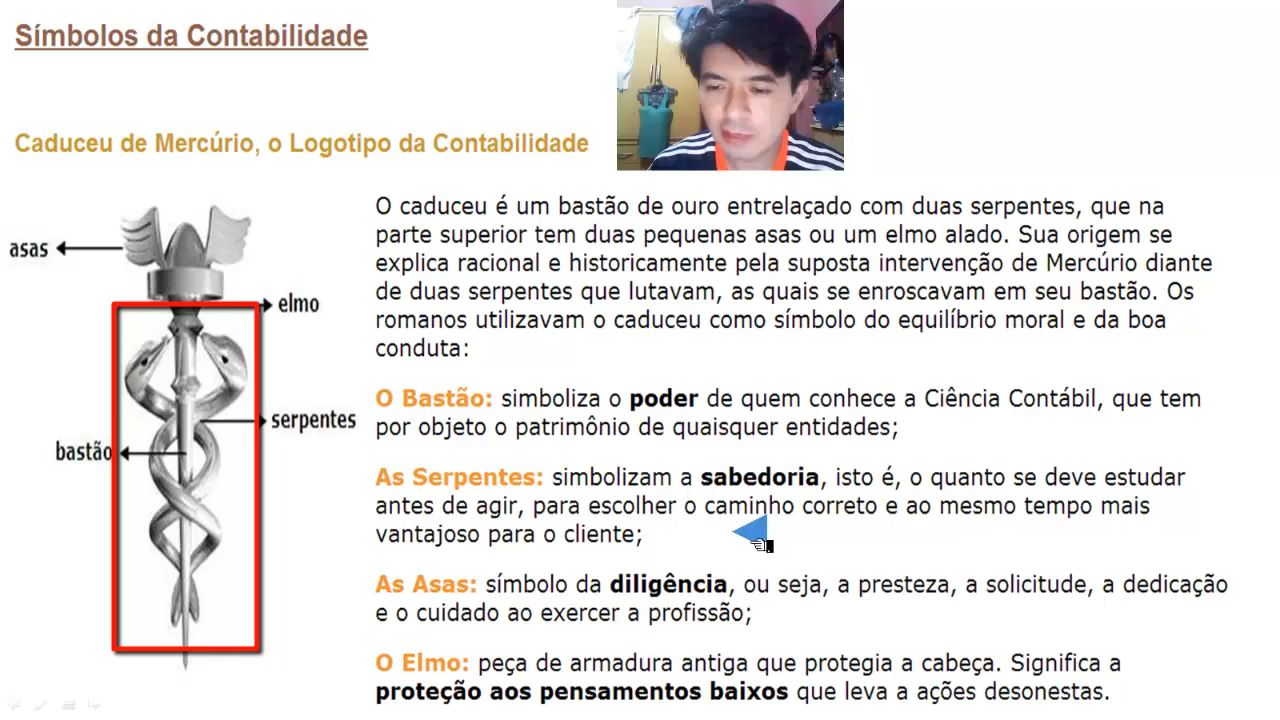 Símbolos da Contabilidade
Caduceu de Mercúrio, o Logotipo da Contabilidade
asas
elmo
serpentes
bastão
O caduceu é um bastão de ouro entrelaçado com duas serpentes, que na
parte superior tem duas pequenas asas ou um elmo alado. Sua origem se
explica racional e historicamente pela suposta intervenção de Mercúrio diante
de duas serpentes que lutavam, as quais se enroscavam em seu bastão. Os
romanos utilizavam o caduceu como símbolo do equilíbrio moral e da boa
conduta:
O Bastão: simboliza o poder de quem conhece a Ciência Contábil, que tem
por objeto o patrimônio de quaisquer entidades;
As Serpentes: simbolizam a sabedoria, isto é, o quanto se deve estudar
antes de agir, para escolher o caminho correto e ao mesmo tempo mais
vantajoso para o cliente;
As Asas: símbolo da diligência, ou seja, a presteza, a solicitude, a dedicação
e o cuidado ao exercer a profissão;
O Elmo: peça de armadura antiga que protegia a cabeça. Significa a
proteção aos pensamentos baixos que leva a ações desonestas.